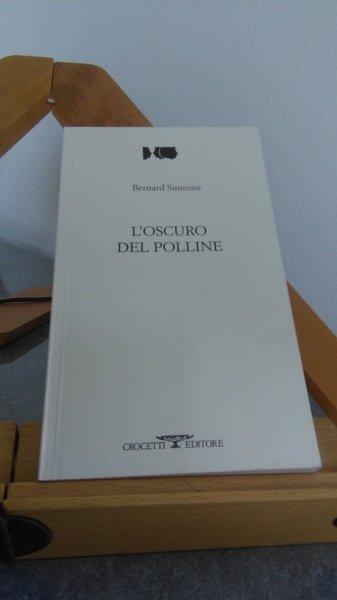 Bernard Simeone
L'OSCURO
DEL POLLINE
CROCETTI EDITORE